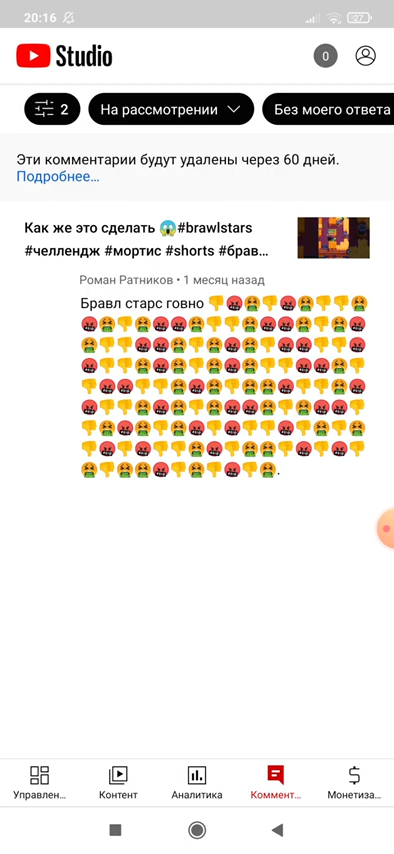 20:16
27
Studio
0
2
На рассмотрении
Без моего ответа
Эти комментарии будут удалены через 60 дней.
Подробнее...
Как же это сделать 😱#brawlstars
#челлендж #мортис #shorts #брав...
Роман Ратников • 1 месяц назад
Бравл старс говно
Управлен...
Контент
Аналитика
Коммент...
Монетиза...